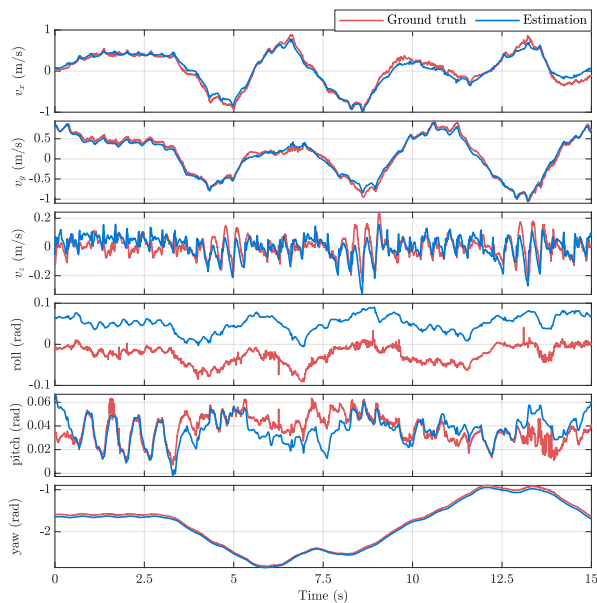 Ground truth Estimation
1
0
-1
v_x (m/s)
0.5
0
-0.5
-1
v_y (m/s)
0.2
0
-0.2
v_z (m/s)
0.1
0
-0.1
roll (rad)
0.06
0.04
0.02
0
pitch (rad)
-1
-2
yaw (rad)
0 2.5 5 7.5 10 12.5 15
Time (s)